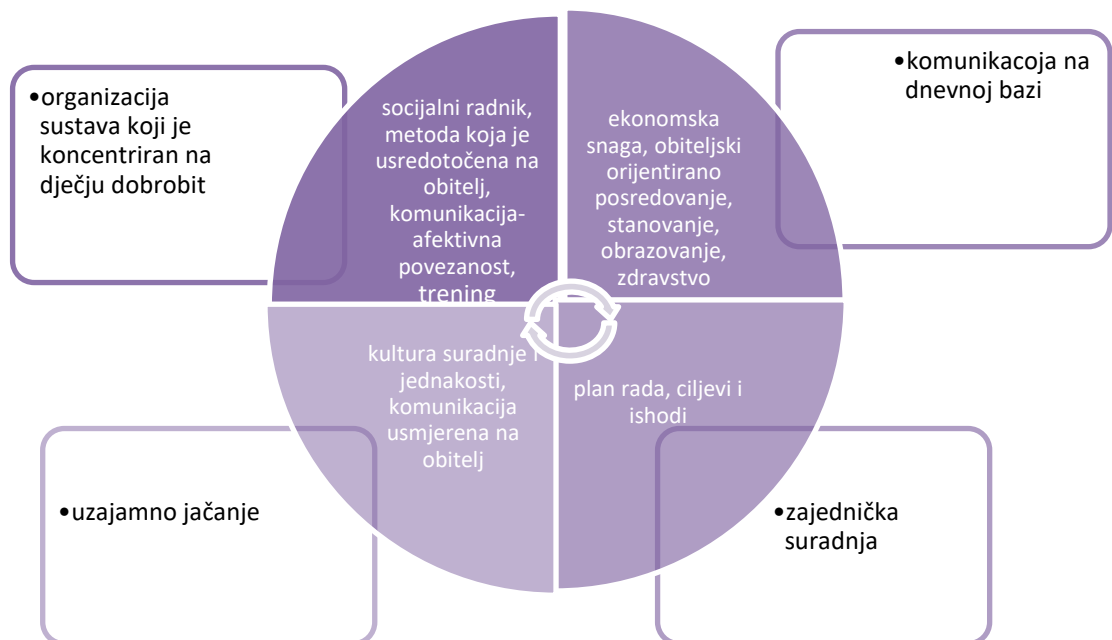 •organizacija
sustava koji je
koncentriran na
dječju dobrobit
socijalni radnik,
metoda koja je
usredotočena na
obitelj,
komunikacija-
afektivna
povezanost,
trening
ekonomska
snaga, obiteljski
orijentirano
posredovanje,
stanovanje,
obrazovanje,
zdravstvo
•komunikacoja na
dnevnoj bazi
•uzajamno jačanje
kultura suradnje i
jednakosti,
komunikacija
usmjerena na
obitelj
plan rada, ciljevi i
ishodi
•zajednička
suradnja